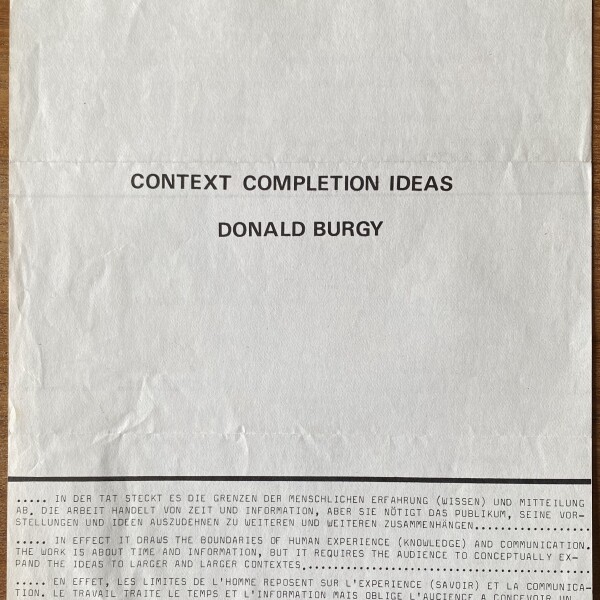 CONTEXT COMPLETION IDEAS
DONALD BURGY
..... IN DER TAT STECKT ES DIE GRENZEN DER MENSCHLICHEN ERFAHRUNG (WISSEN) UND MITTEILUNG
AB. DIE ARBEIT HANDELT VON ZEIT UND INFORMATION, ABER SIE NÖTIGT DAS PUBLIKUM, SEINE VOR-
STELLUNGEN UND IDEEN AUSZUDEHNEN ZU WEITEREN UND WEITEREN ZUSAMMENHÄNGEN..................
..... IN EFFECT IT DRAWS THE BOUNDARIES OF HUMAN EXPERIENCE (KNOWLEDGE) AND COMMUNICATION.
THE WORK IS ABOUT TIME AND INFORMATION, BUT IT REQUIRES THE AUDIENCE TO CONCEPTUALLY EX-
PAND THE IDEAS TO LARGER AND LARGER CONTEXTS..............................................
..... EN EFFET, LES LIMITES DE L'HOMME REPOSENT SUR L'EXPERIENCE (SAVOIR) ET LA COMMUNICA-
TION. LE TRAVAIL TRAITE LE TEMPS ET L'INFORMATION MAIS OBLIGE L'AUDIENCE A CONCEVOIR UN